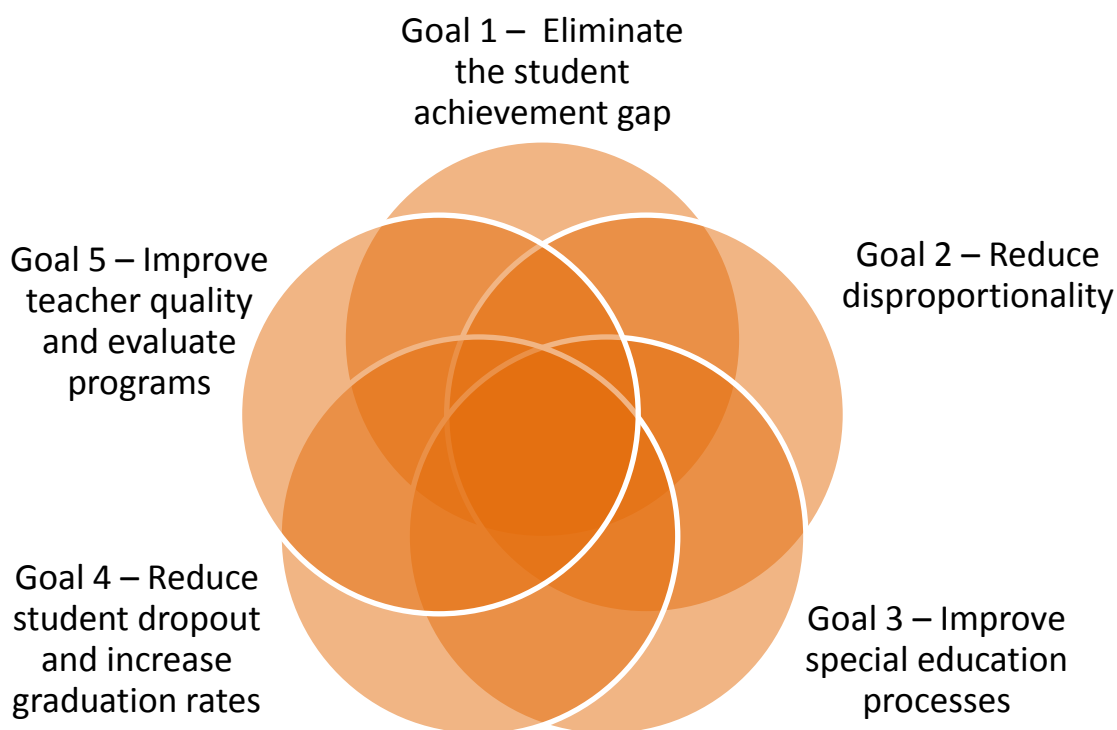 Goal 1 –  Eliminate
the student
achievement gap
Goal 2 – Reduce
disproportionality
Goal 3 – Improve
special education
processes
Goal 4 – Reduce
student dropout
and increase
graduation rates
Goal 5 – Improve
teacher quality
and evaluate
programs